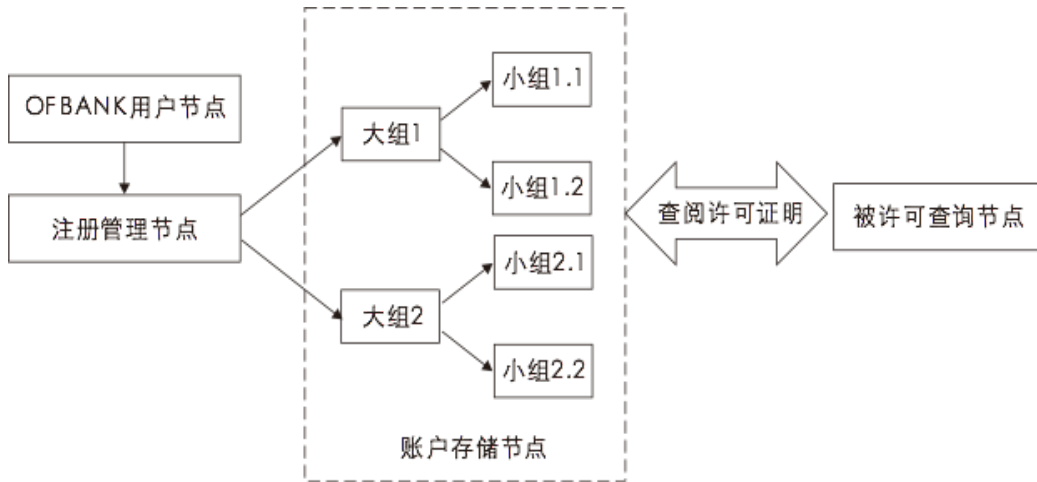 OFBANK用户节点
注册管理节点
大组1
小组1.1
小组1.2
大组2
小组2.1
小组2.2
账户存储节点
查阅许可证明
被许可查询节点